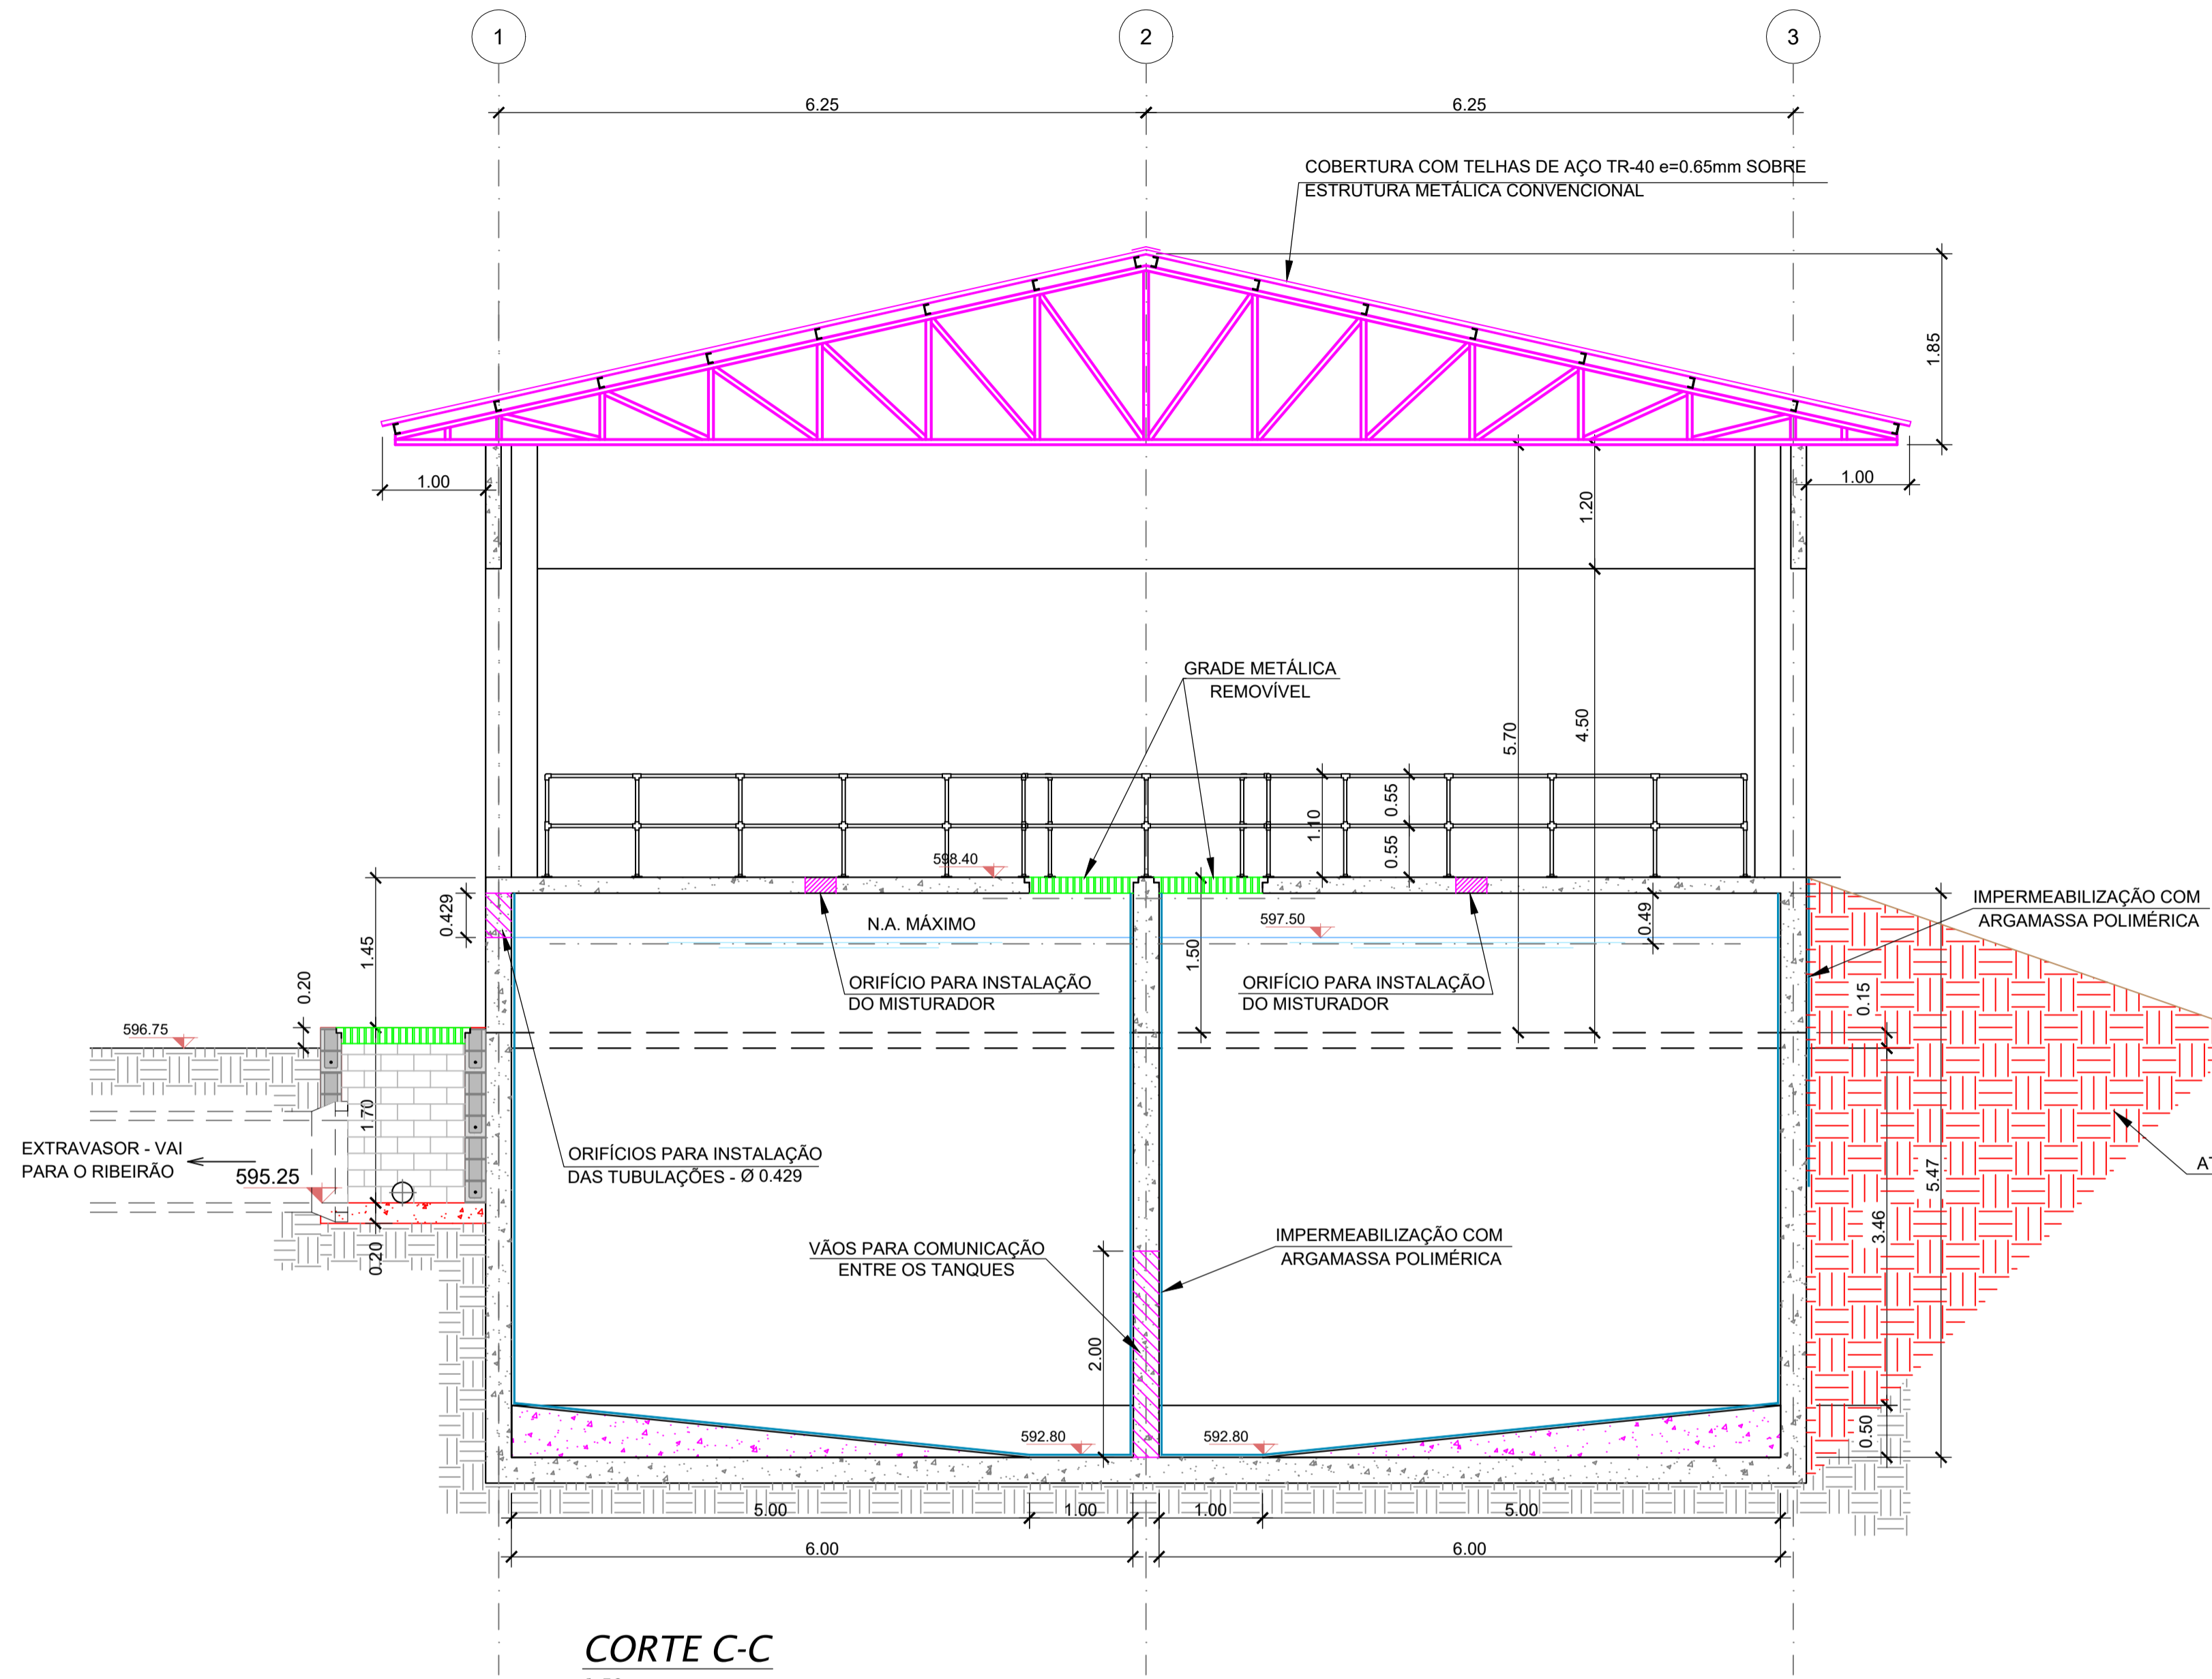 1
2
3
6.25
6.25
COBERTURA COM TELHAS DE AÇO TR-40 e=0.65mm SOBRE
ESTRUTURA METÁLICA CONVENCIONAL
1.85
1.00
1.00
1.20
GRADE METÁLICA
REMOVÍVEL
5.70
4.50
1.10
0.55
0.55
598.40
0.429
1.45
N.A. MÁXIMO
597.50
0.49
IMPERMEABILIZAÇÃO COM
ARGAMASSA POLIMÉRICA
1.50
0.20
ORIFÍCIO PARA INSTALAÇÃO
DO MISTURADOR
ORIFÍCIO PARA INSTALAÇÃO
DO MISTURADOR
0.15
596.75
1.70
EXTRAVASOR - VAI
PARA O RIBEIRÃO
595.25
ORIFÍCIOS PARA INSTALAÇÃO
DAS TUBULAÇÕES - Ø 0.429
5.47
AT
3.46
0.20
VÃOS PARA COMUNICAÇÃO
ENTRE OS TANQUES
IMPERMEABILIZAÇÃO COM
ARGAMASSA POLIMÉRICA
2.00
592.80
592.80
0.50
5.00
1.00
1.00
5.00
6.00
6.00
CORTE C-C